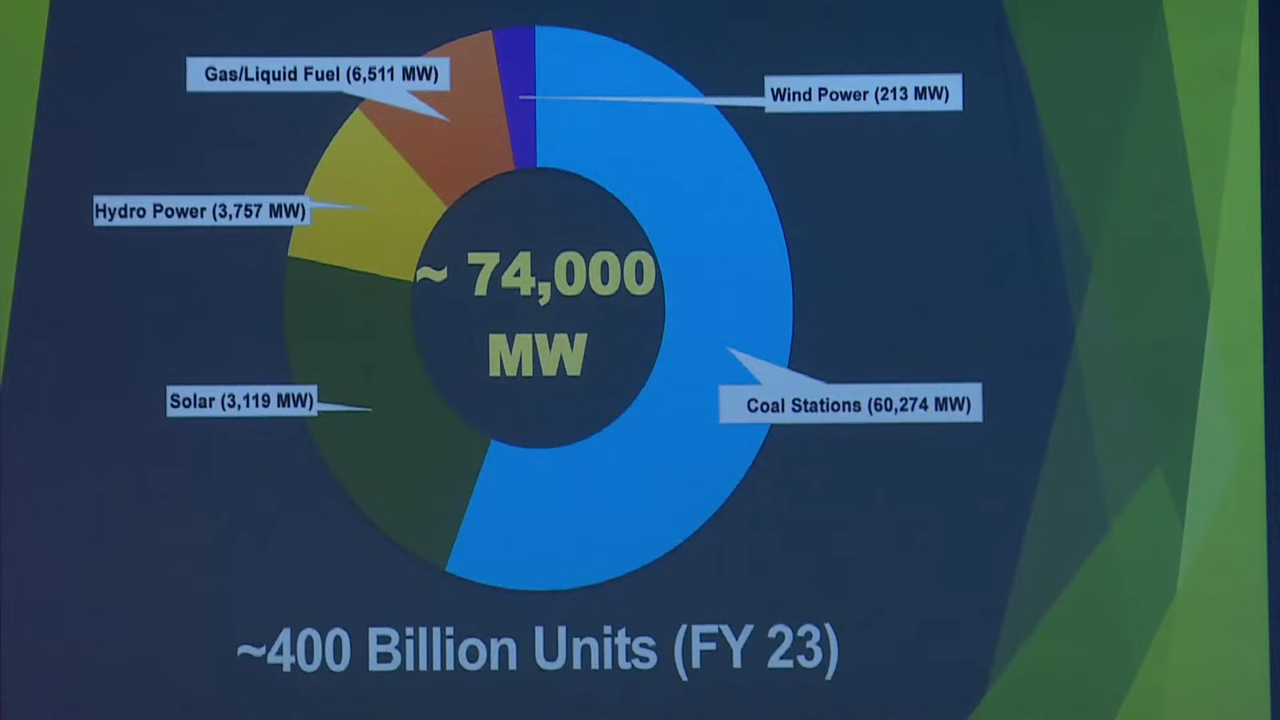 Gas/Liquid Fuel (6,511 MW)
Wind Power (213 MW)
Hydro Power (3,757 MW)
~ 74,000
MW
Solar (3,119 MW)
Coal Stations (60,274 MW)
~400 Billion Units (FY 23)